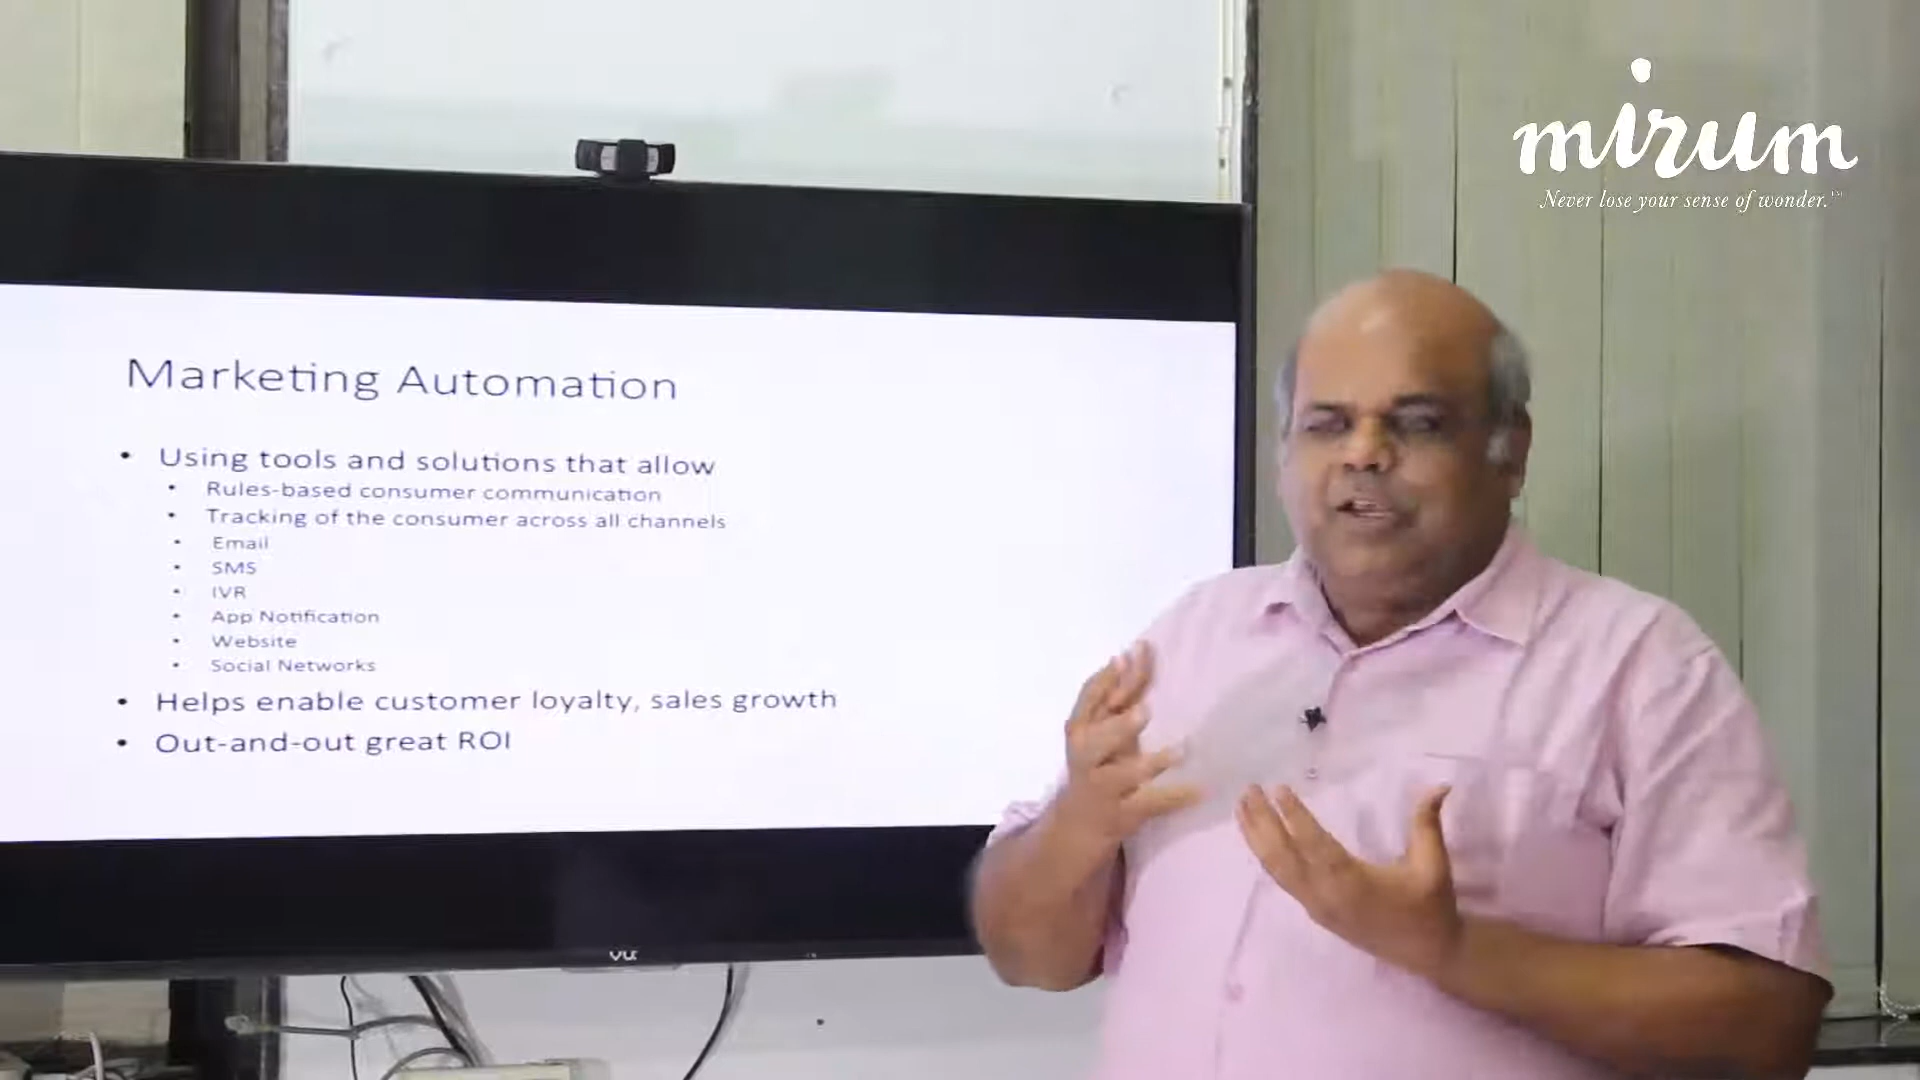 mirum
Never lose your sense of wonder.™
Marketing Automation
• Using tools and solutions that allow
• Rules-based consumer communication
• Tracking of the consumer across all channels
• Email
• SMS
• IVR
• App Notification
• Website
• Social Networks
• Helps enable customer loyalty, sales growth
• Out-and-out great ROI
vu